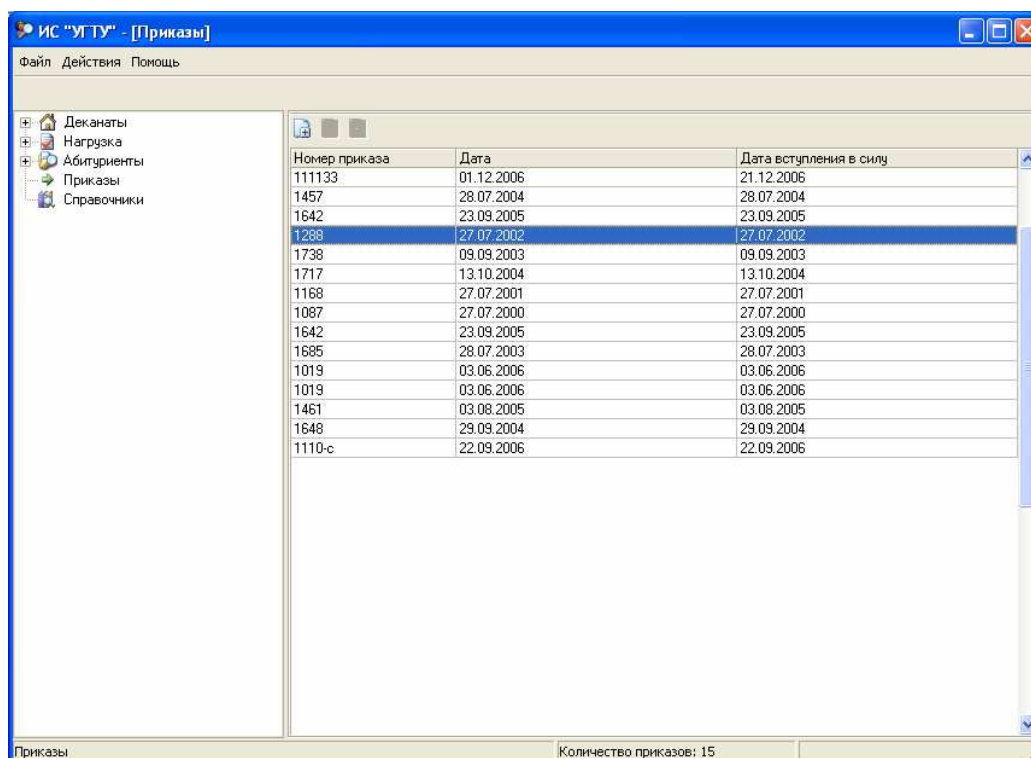 ИС "УГТУ" - [Приказы]
Файл Действия Помощь
Деканаты
Нагрузка
Абитуриенты
Приказы
Справочники
Номер приказа Дата Дата вступления в силу
111133 01.12.2006 21.12.2006
1457 28.07.2004 28.07.2004
1642 23.09.2005 23.09.2005
1288 27.07.2002 27.07.2002
1738 09.09.2003 09.09.2003
1717 13.10.2004 13.10.2004
1168 27.07.2001 27.07.2001
1087 27.07.2000 27.07.2000
1642 23.09.2005 23.09.2005
1685 28.07.2003 28.07.2003
1019 03.06.2006 03.06.2006
1019 03.06.2006 03.06.2006
1461 03.08.2005 03.08.2005
1648 29.09.2004 29.09.2004
1110-с 22.09.2006 22.09.2006
Приказы Количество приказов: 15